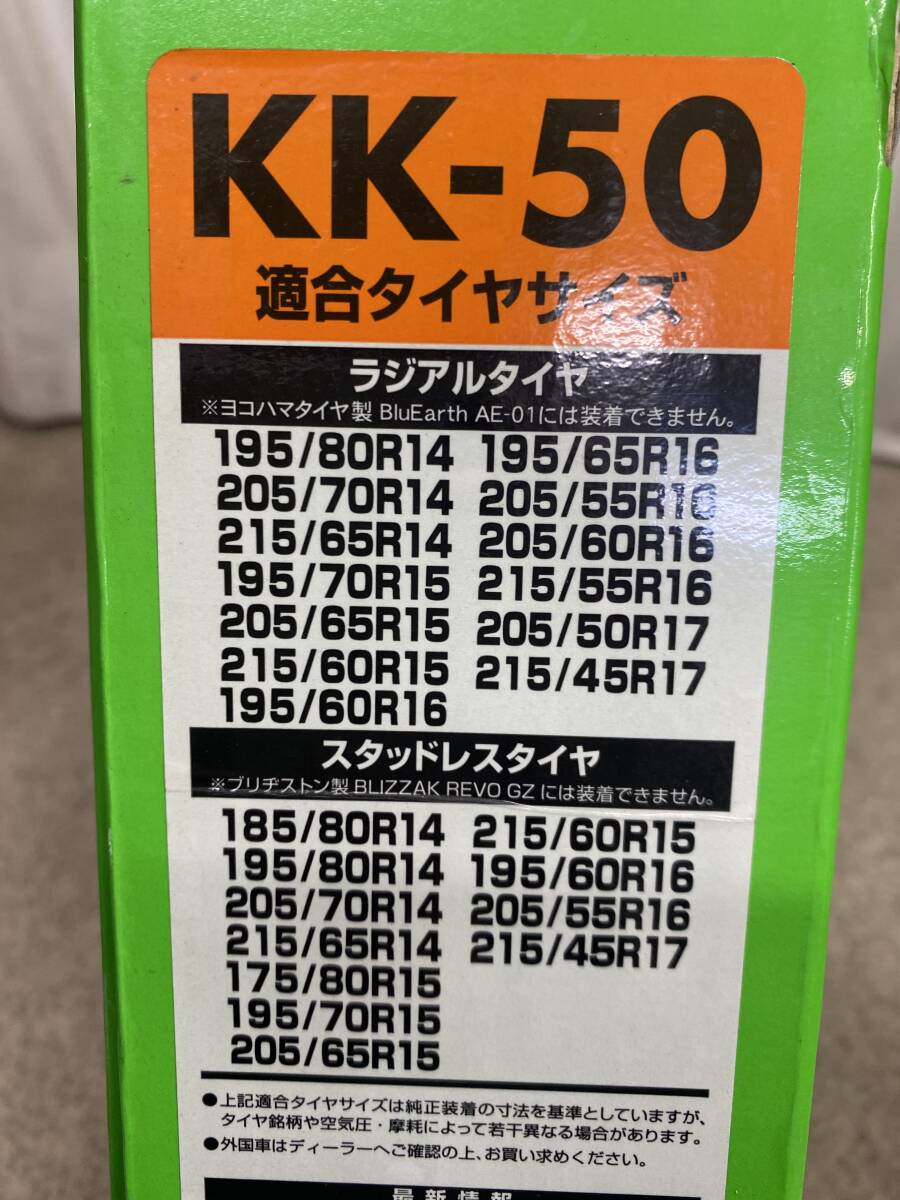 KK-50
適合タイヤサイズ
ラジアルタイヤ
※ヨコハマタイヤ製 BluEarth AE-01には装着できません。
195/80R14 195/65R16
205/70R14 205/55R16
215/65R14 205/60R16
195/70R15 215/55R16
205/65R15 205/50R17
215/60R15 215/45R17
195/60R16
スタッドレスタイヤ
※ブリヂストン製 BLIZZAK REVO GZ には装着できません。
185/80R14 215/60R15
195/80R14 195/60R16
205/70R14 205/55R16
215/65R14 215/45R17
175/80R15
195/70R15
205/65R15
●上記適合タイヤサイズは純正装着の寸法を基準としていますが、
タイヤ銘柄や空気圧・摩耗によって若干異なる場合があります。
●外国車はディーラーへご確認の上、お買い求めください。
最新情報